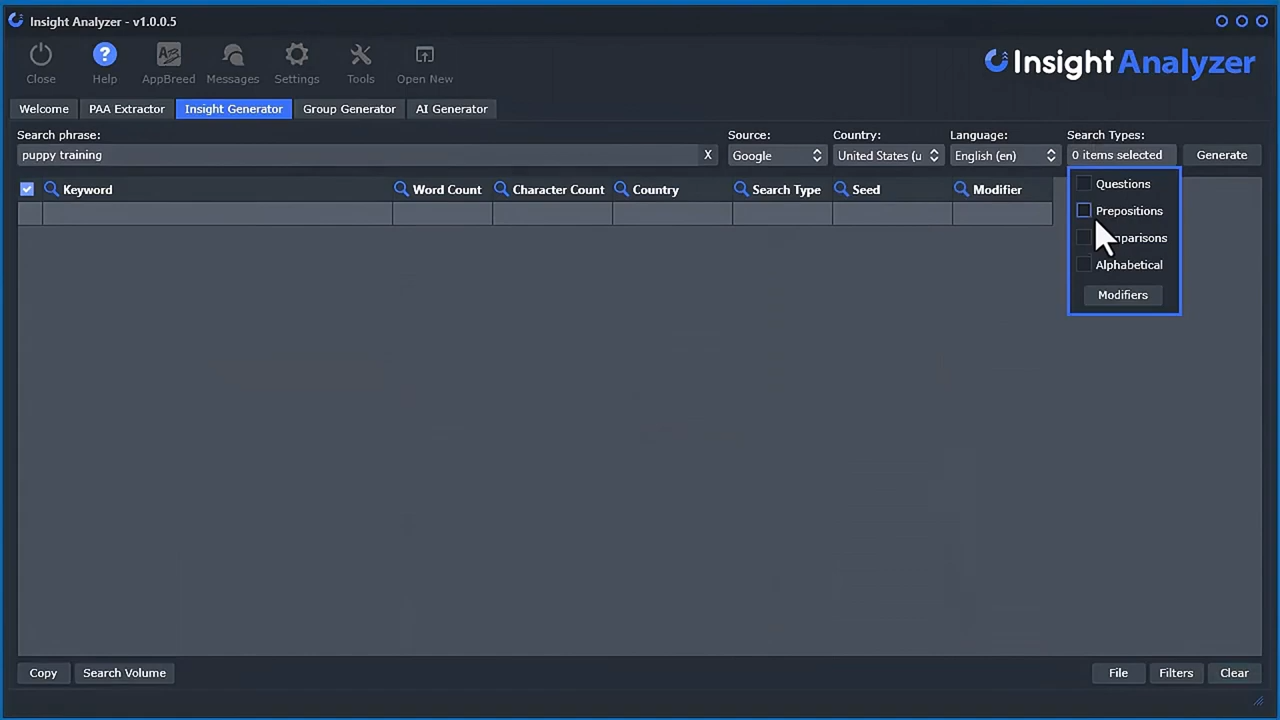 Insight Analyzer - v1.0.0.5
Close Help AppBreed Messages Settings Tools Open New
InsightAnalyzer
Welcome PAA Extractor Insight Generator Group Generator AI Generator
Search phrase: Source: Country: Language: Search Types:
puppy training X Google United States (u English (en) 0 items selected Generate
Keyword Word Count Character Count Country Search Type Seed Modifier
Questions
Prepositions
parisons
Alphabetical
Modifiers
Copy Search Volume File Filters Clear